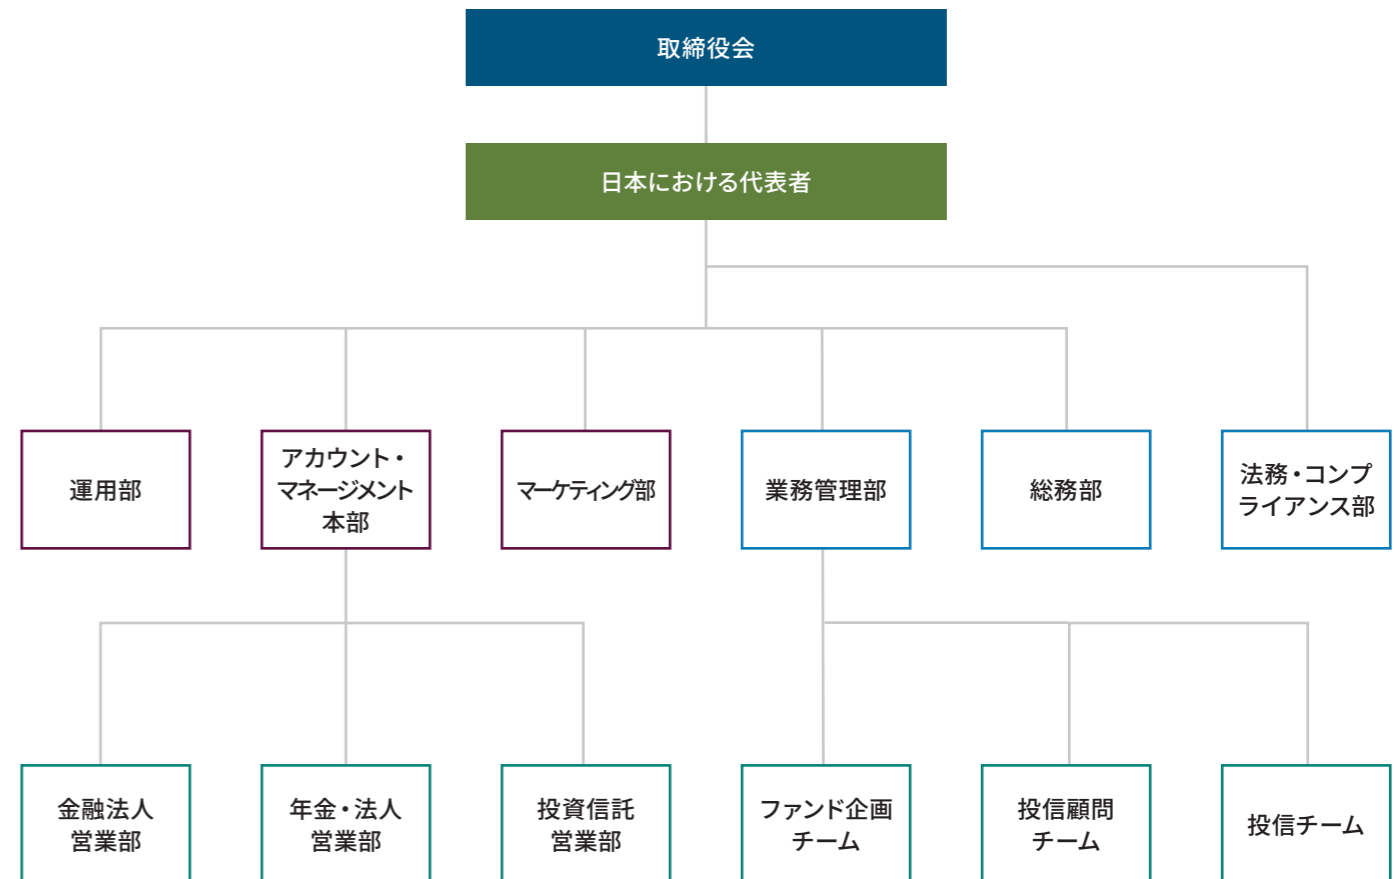 取締役会
日本における代表者
運用部
アカウント・
マネージメント
本部
マーケティング部
業務管理部
総務部
法務・コンプ
ライアンス部
金融法人
営業部
年金・法人
営業部
投資信託
営業部
ファンド企画
チーム
投信顧問
チーム
投信チーム